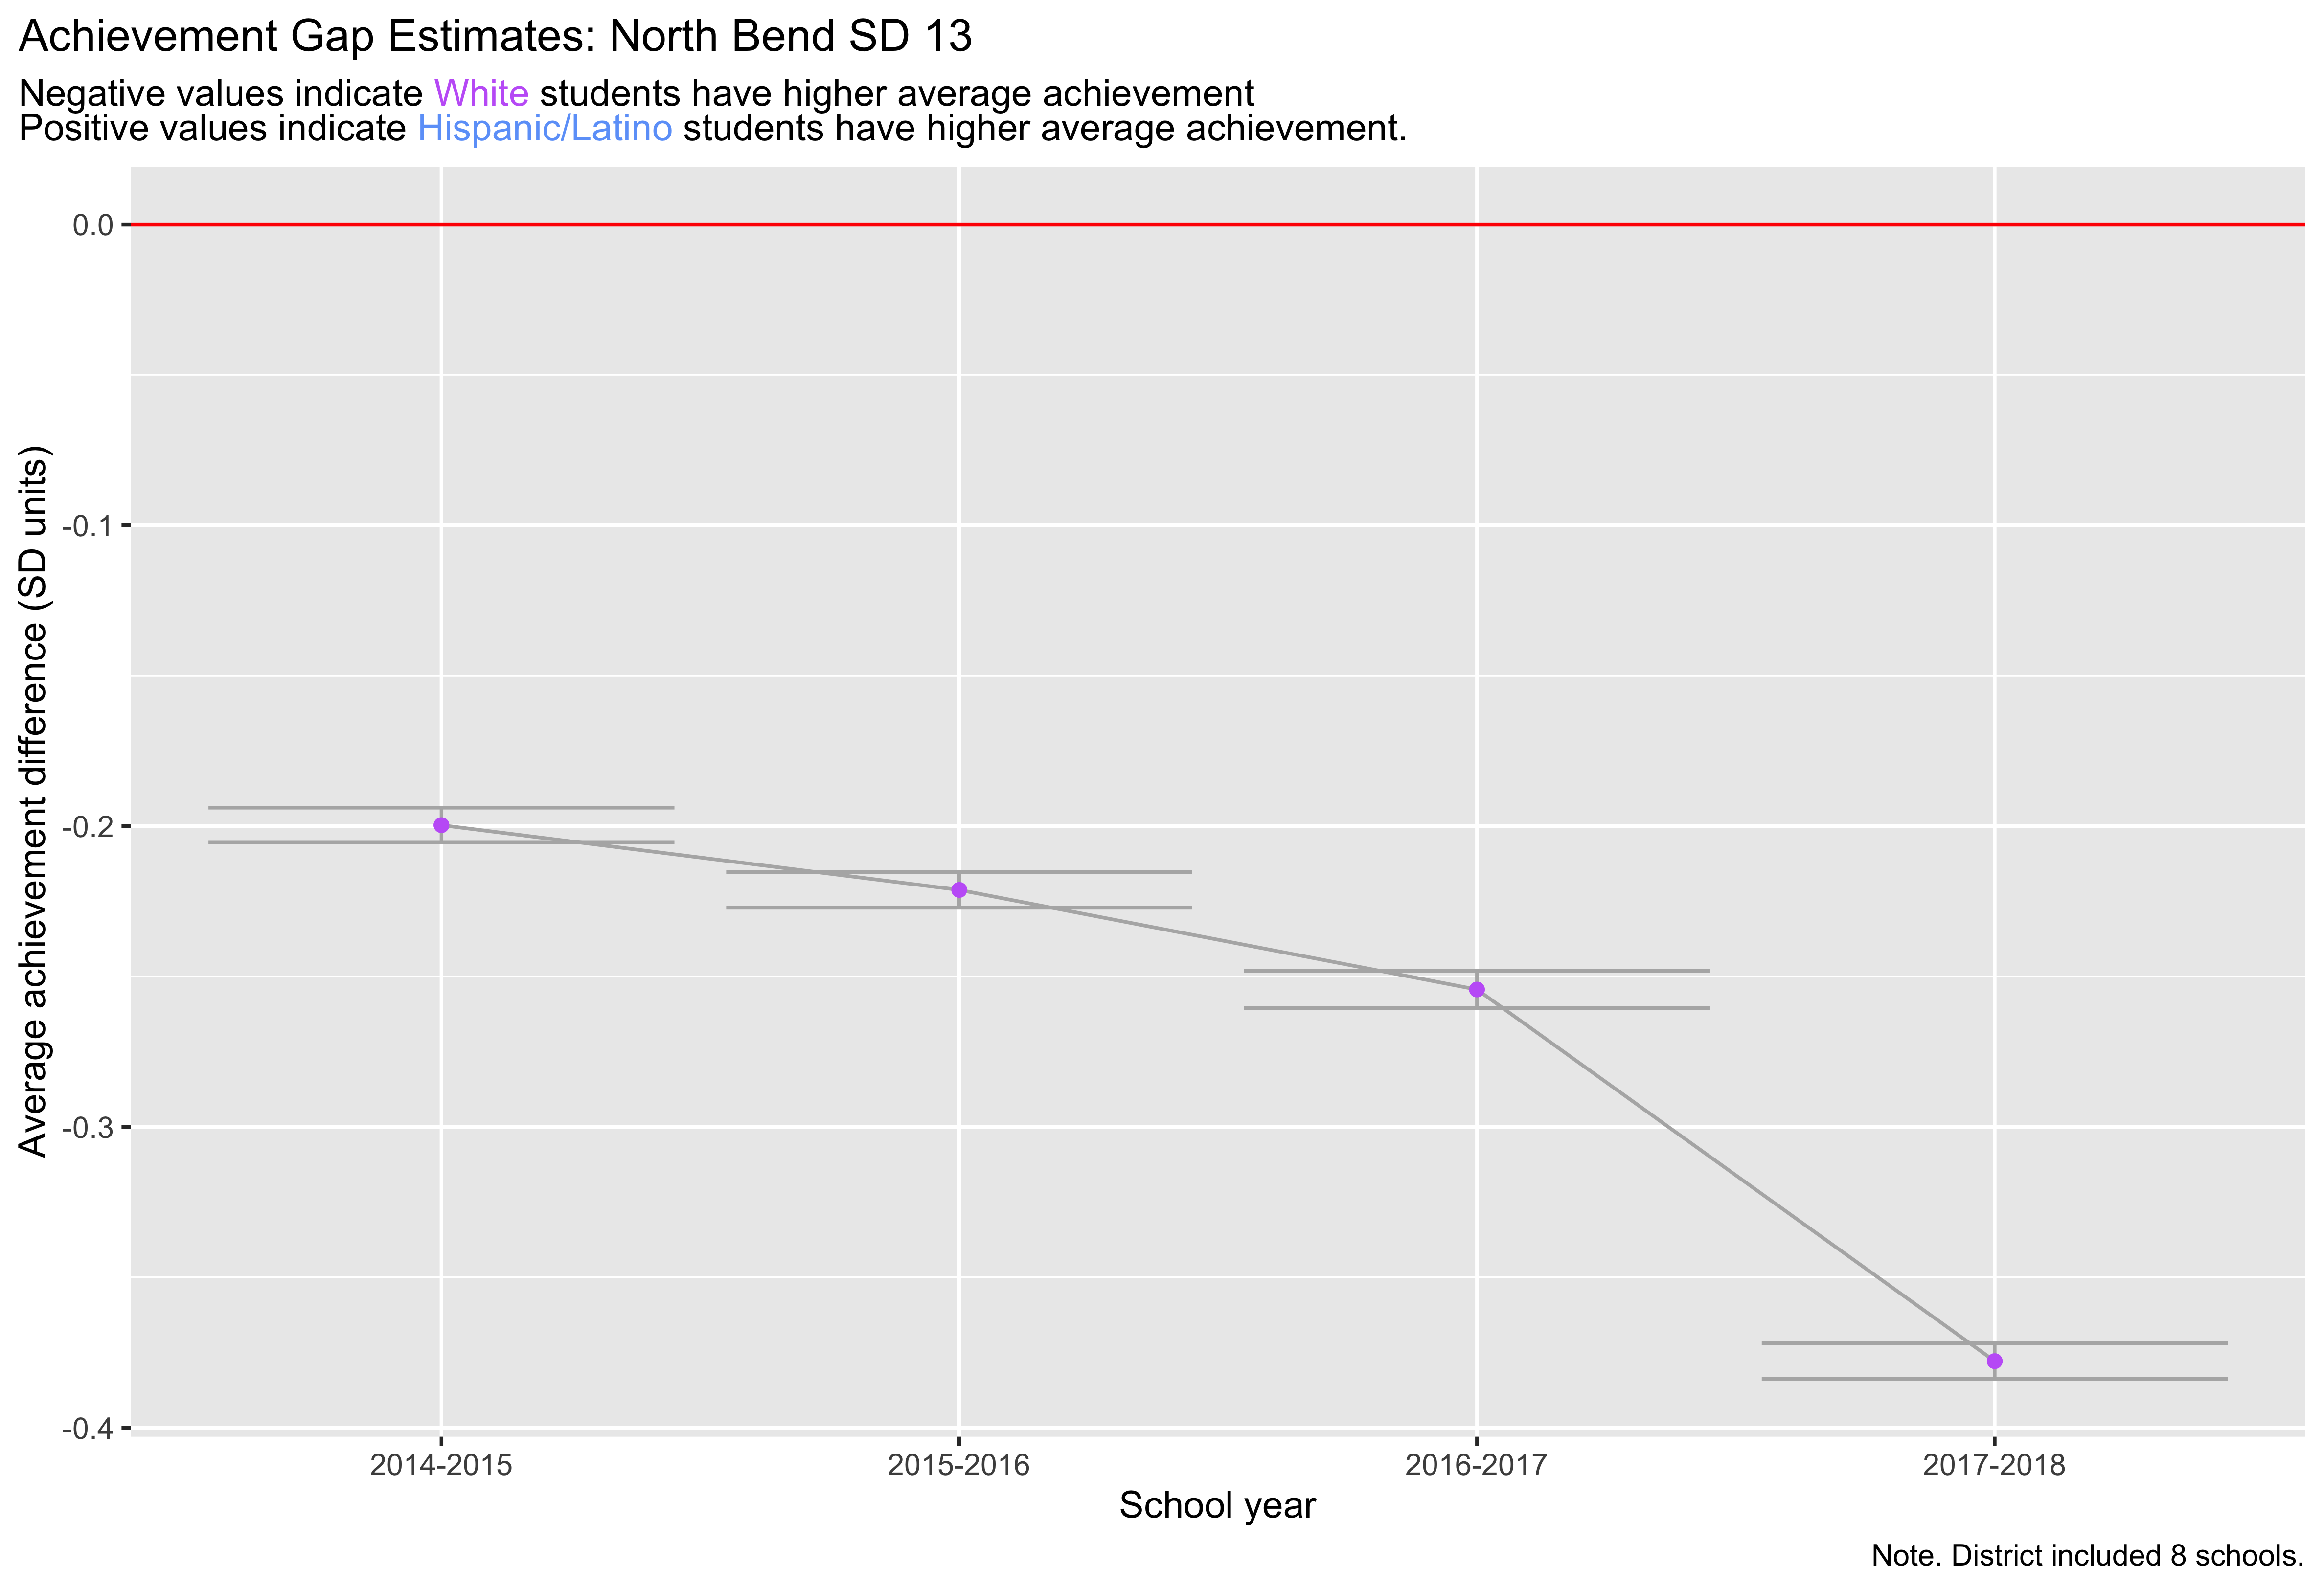 Achievement Gap Estimates: North Bend SD 13
Negative values indicate White students have higher average achievement
Positive values indicate Hispanic/Latino students have higher average achievement.
Average achievement difference (SD units)
0.0
-0.1
-0.2
-0.3
-0.4
2014-2015
2015-2016
2016-2017
2017-2018
School year
Note. District included 8 schools.